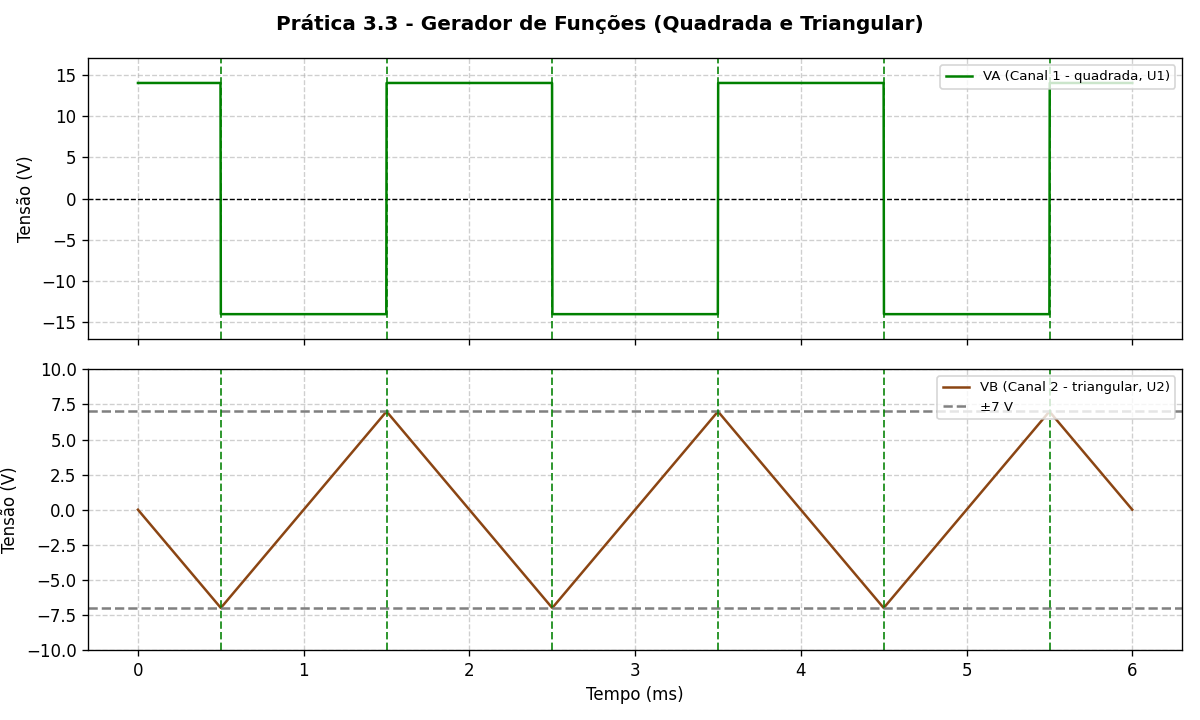 Prática 3.3 - Gerador de Funções (Quadrada e Triangular)
15
10
5
0
−5
−10
−15
Tensão (V)
VA (Canal 1 - quadrada, U1)
10.0
7.5
5.0
2.5
0.0
−2.5
−5.0
−7.5
−10.0
Tensão (V)
VB (Canal 2 - triangular, U2)
±7 V
0 1 2 3 4 5 6
Tempo (ms)